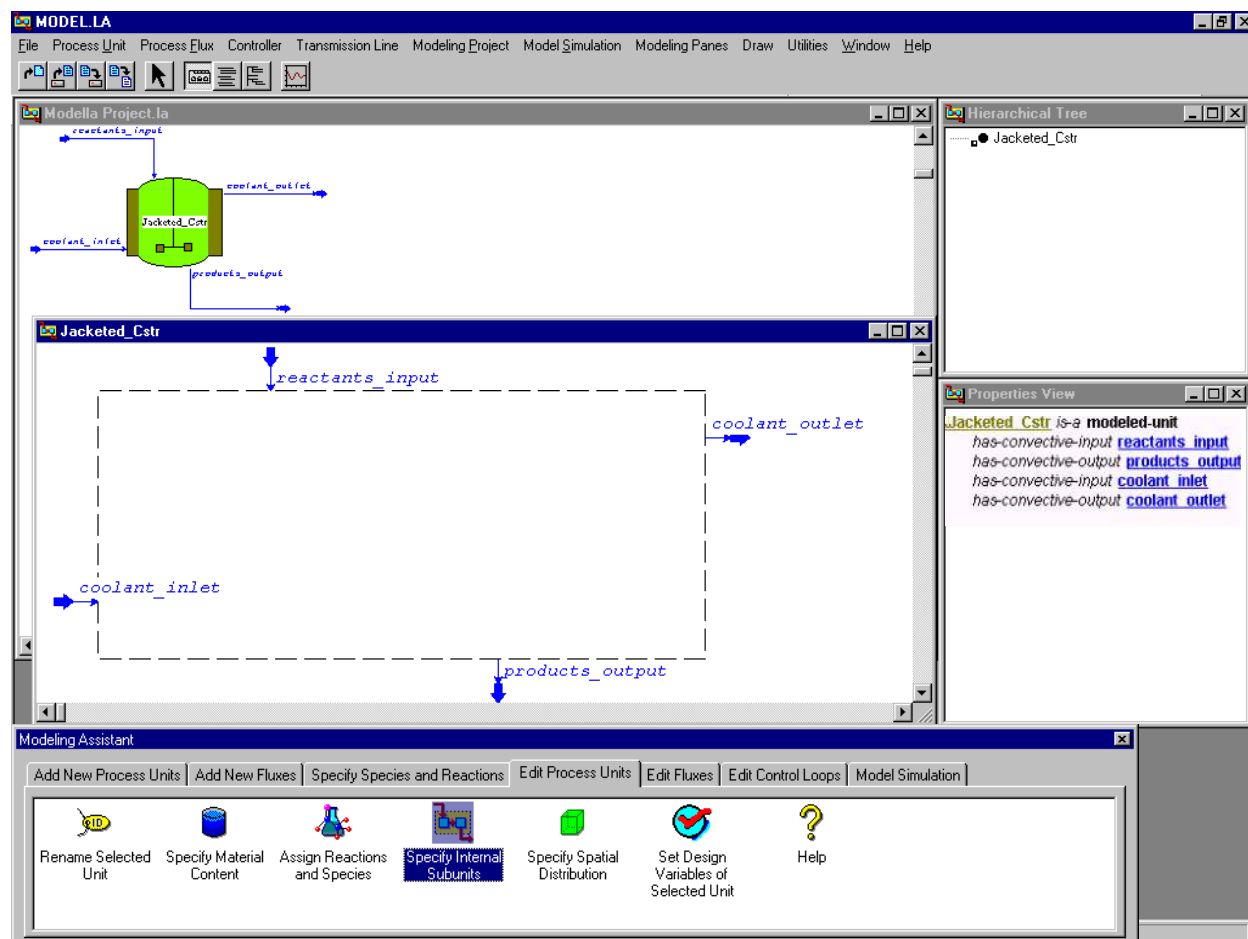 MODEL.LA
File Process Unit Process Flux Controller Transmission Line Modeling Project Model Simulation Modeling Panes Draw Utilities Window Help
Modella Project.la
reactants_input
coolant_outlet
Jacketed_Cstr
coolant_inlet
products_output
Jacketed_Cstr
reactants_input
coolant_outlet
coolant_inlet
products_output
Hierarchical Tree
Jacketed_Cstr
Properties View
Jacketed_Cstr is-a modeled-unit
has-convective-input reactants_input
has-convective-output products_output
has-convective-input coolant_inlet
has-convective-output coolant_outlet
Modeling Assistant
Add New Process Units Add New Fluxes Specify Species and Reactions Edit Process Units Edit Fluxes Edit Control Loops Model Simulation
ID
Rename Selected
Unit
Specify Material
Content
Assign Reactions
and Species
Specify Internal
Subunits
Specify Spatial
Distribution
Set Design
Variables of
Selected Unit
?
Help